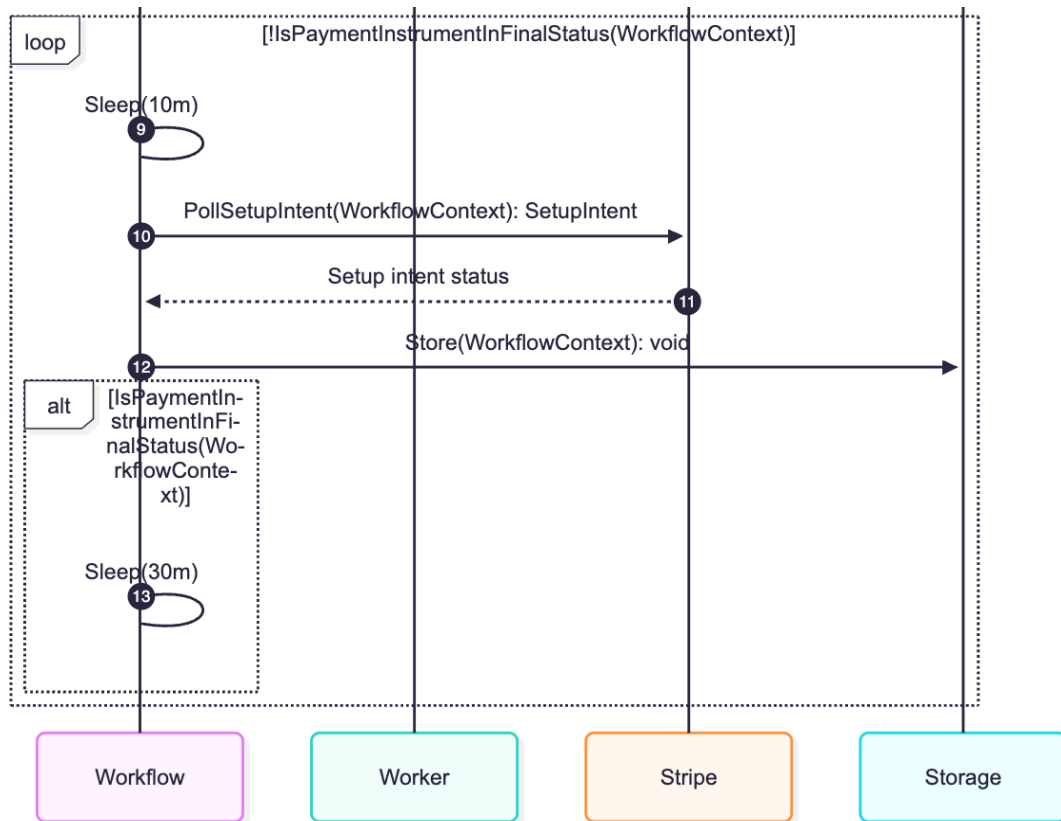 loop
[!IsPaymentInstrumentInFinalStatus(WorkflowContext)]
Sleep(10m)
9
PollSetupIntent(WorkflowContext): SetupIntent
10
Setup intent status
11
Store(WorkflowContext): void
12
alt
[IsPaymentIn-
strumentInFi-
nalStatus(Wo-
rkflowConte-
xt)]
Sleep(30m)
13
Workflow
Worker
Stripe
Storage